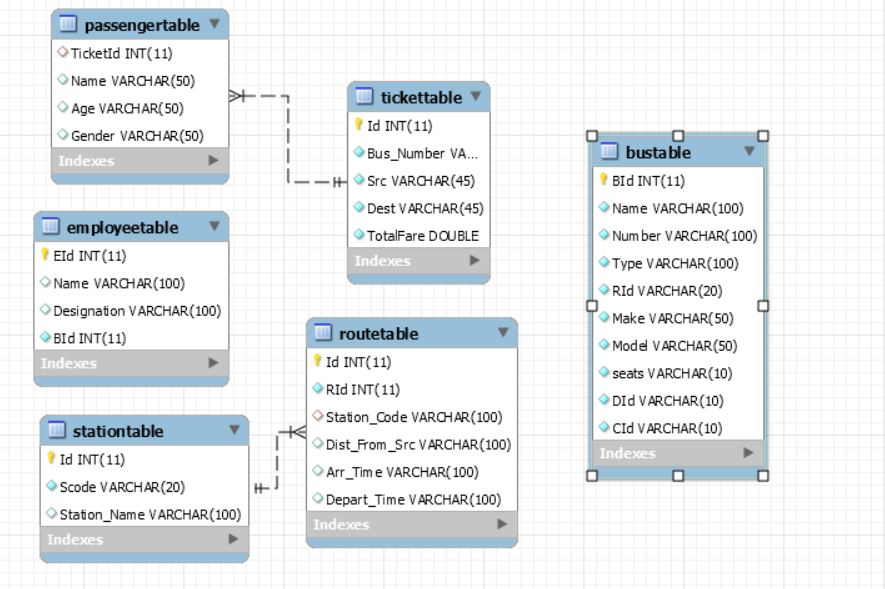 passengertable
TicketId INT(11)
Name VARCHAR(50)
Age VARCHAR(50)
Gender VARCHAR(50)
Indexes
tickettable
Id INT(11)
Bus_Number VA...
Src VARCHAR(45)
Dest VARCHAR(45)
TotalFare DOUBLE
Indexes
bustable
BId INT(11)
Name VARCHAR(100)
Number VARCHAR(100)
Type VARCHAR(100)
RId VARCHAR(20)
Make VARCHAR(50)
Model VARCHAR(50)
seats VARCHAR(10)
DId VARCHAR(10)
CId VARCHAR(10)
Indexes
employeetable
EId INT(11)
Name VARCHAR(100)
Designation VARCHAR(100)
BId INT(11)
Indexes
routetable
Id INT(11)
RId INT(11)
Station_Code VARCHAR(100)
Dist_From_Src VARCHAR(100)
Arr_Time VARCHAR(100)
Depart_Time VARCHAR(100)
Indexes
stationtable
Id INT(11)
Scode VARCHAR(20)
Station_Name VARCHAR(100)
Indexes